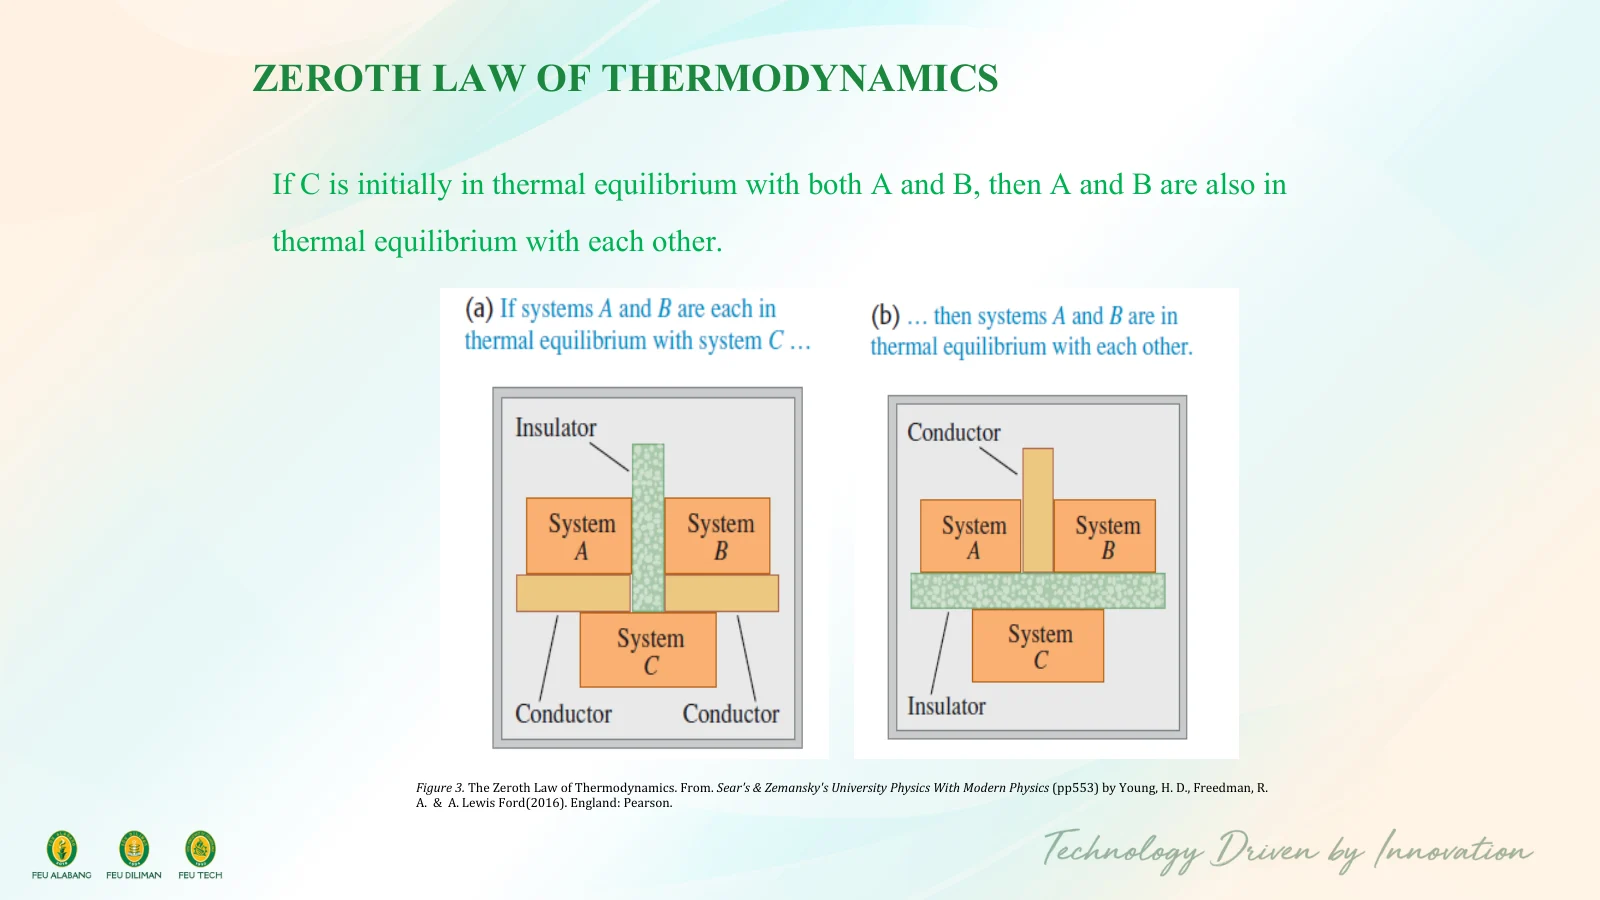 ZEROTH LAW OF THERMODYNAMICS
If C is initially in thermal equilibrium with both A and B, then A and B are also in
thermal equilibrium with each other.
(a) If systems A and B are each in
thermal equilibrium with system C ...
Insulator
System
A
System
B
System
C
Conductor
Conductor
(b) ... then systems A and B are in
thermal equilibrium with each other.
Conductor
System
A
System
B
System
C
Insulator
Figure 3. The Zeroth Law of Thermodynamics. From. Sear's & Zemansky's University Physics With Modern Physics (pp553) by Young, H. D., Freedman, R.
A. & A. Lewis Ford(2016). England: Pearson.
FEU ALABANG
FEU DILIMAN
FEU TECH
Technology Driven by Innovation